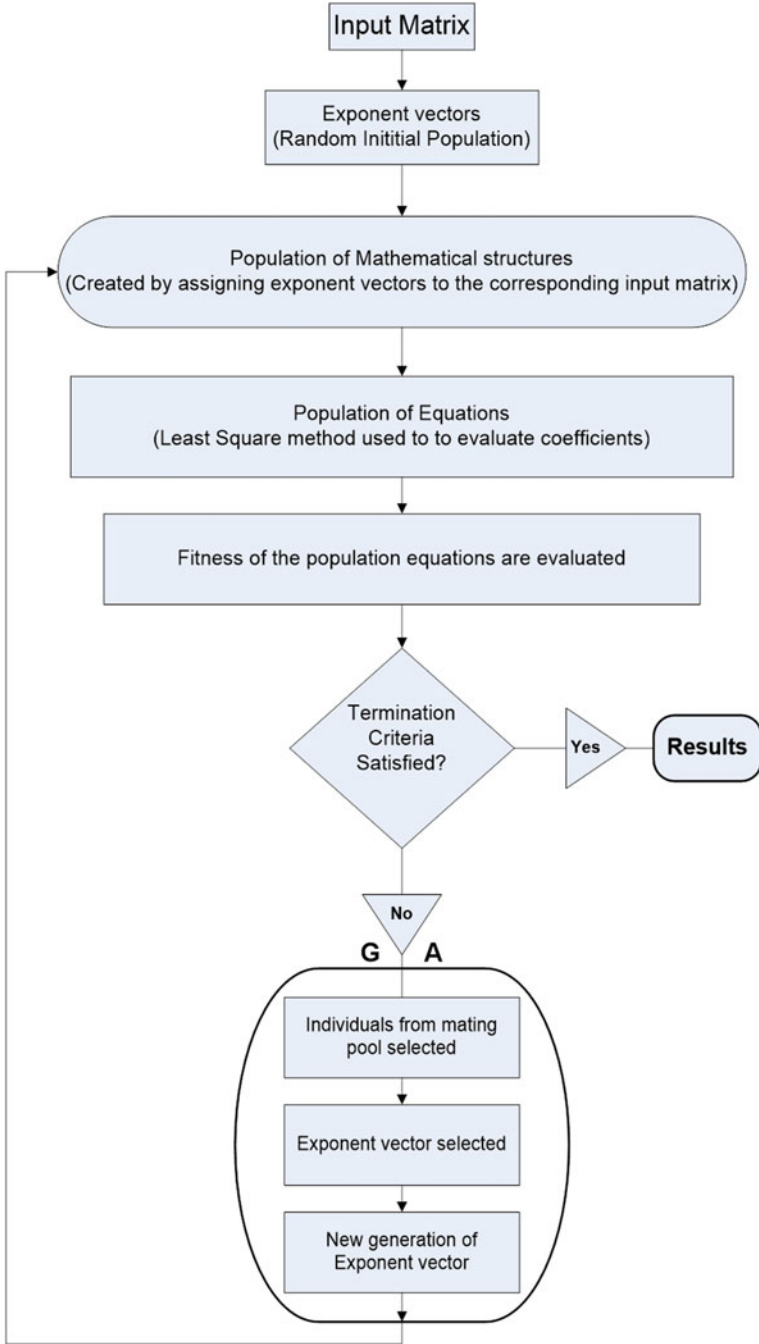 Input Matrix
Exponent vectors
(Random Inititial Population)
Population of Mathematical structures
(Created by assigning exponent vectors to the corresponding input matrix)
Population of Equations
(Least Square method used to to evaluate coefficients)
Fitness of the population equations are evaluated
Termination
Criteria
Satisfied?
Yes
Results
No
G A
Individuals from mating
pool selected
Exponent vector selected
New generation of
Exponent vector